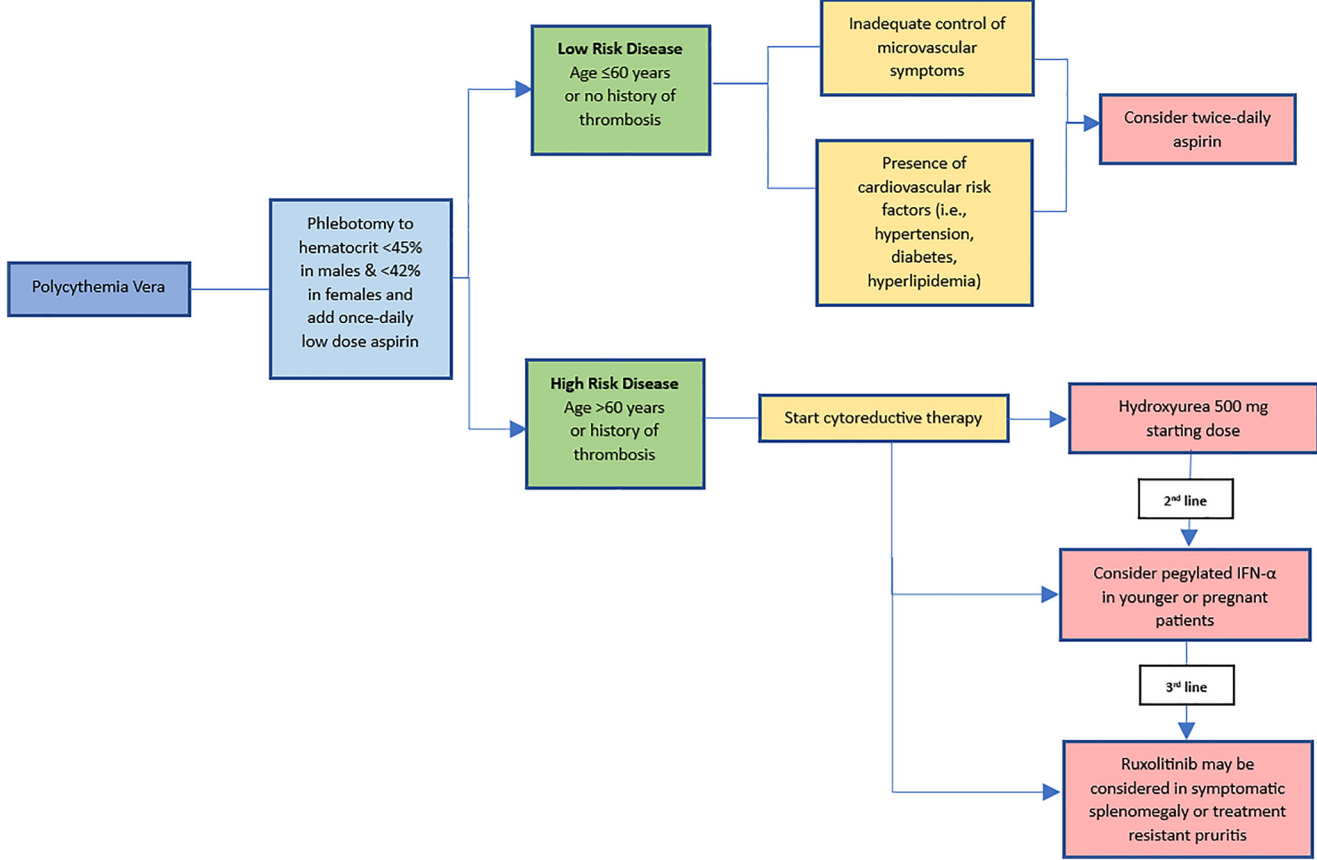 Polycythemia Vera
Phlebotomy to
hematocrit <45%
in males & <42%
in females and
add once-daily
low dose aspirin
Low Risk Disease
Age ≤60 years
or no history of
thrombosis
Inadequate control of
microvascular
symptoms
Presence of
cardiovascular risk
factors (i.e.,
hypertension,
diabetes,
hyperlipidemia)
Consider twice-daily
aspirin
High Risk Disease
Age >60 years
or history of
thrombosis
Start cytoreductive therapy
Hydroxyurea 500 mg
starting dose
2nd line
Consider pegylated IFN-α
in younger or pregnant
patients
3rd line
Ruxolitinib may be
considered in symptomatic
splenomegaly or treatment
resistant pruritis